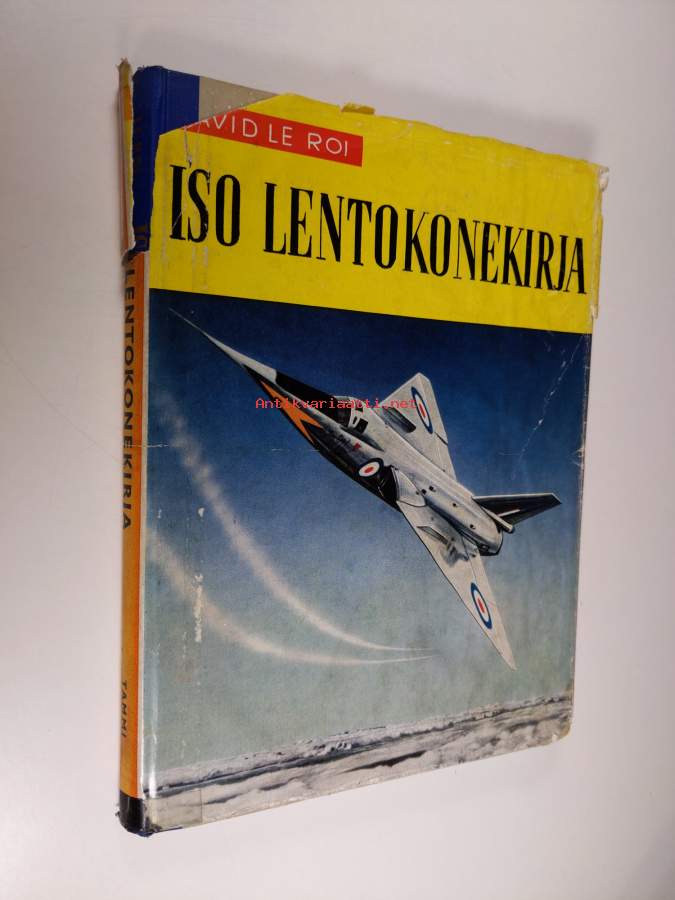 AVID LE ROI
ISO LENTOKONEKIRJA
Antikvariaatti.net
LENTOKONEKIRJA
TAMMI